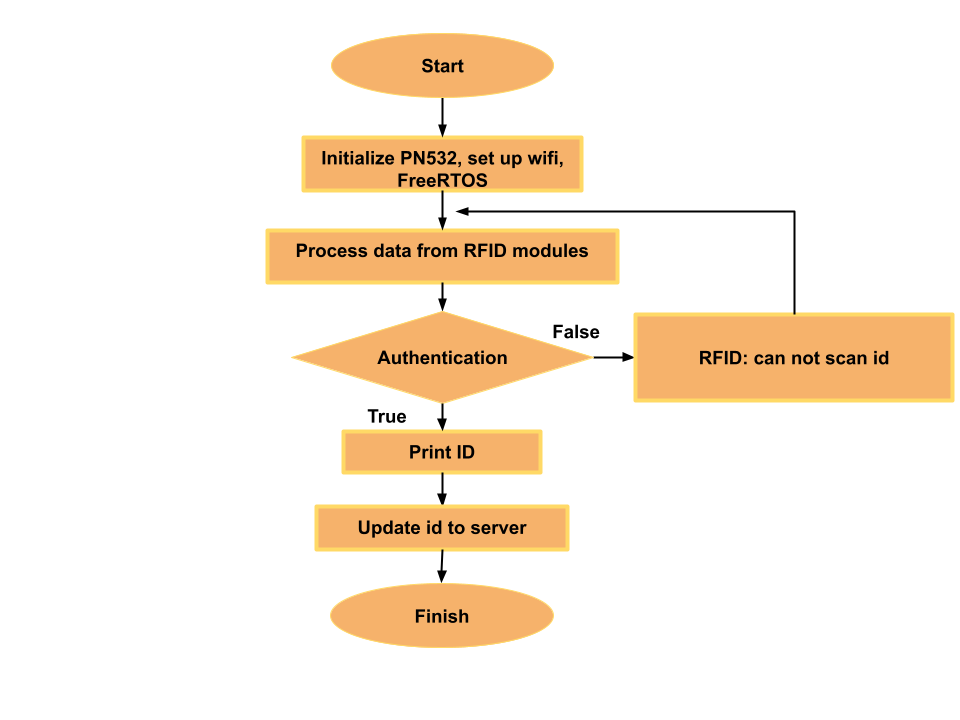 Start
Initialize PN532, set up wifi,
FreeRTOS
Process data from RFID modules
False
Authentication
RFID: can not scan id
True
Print ID
Update id to server
Finish